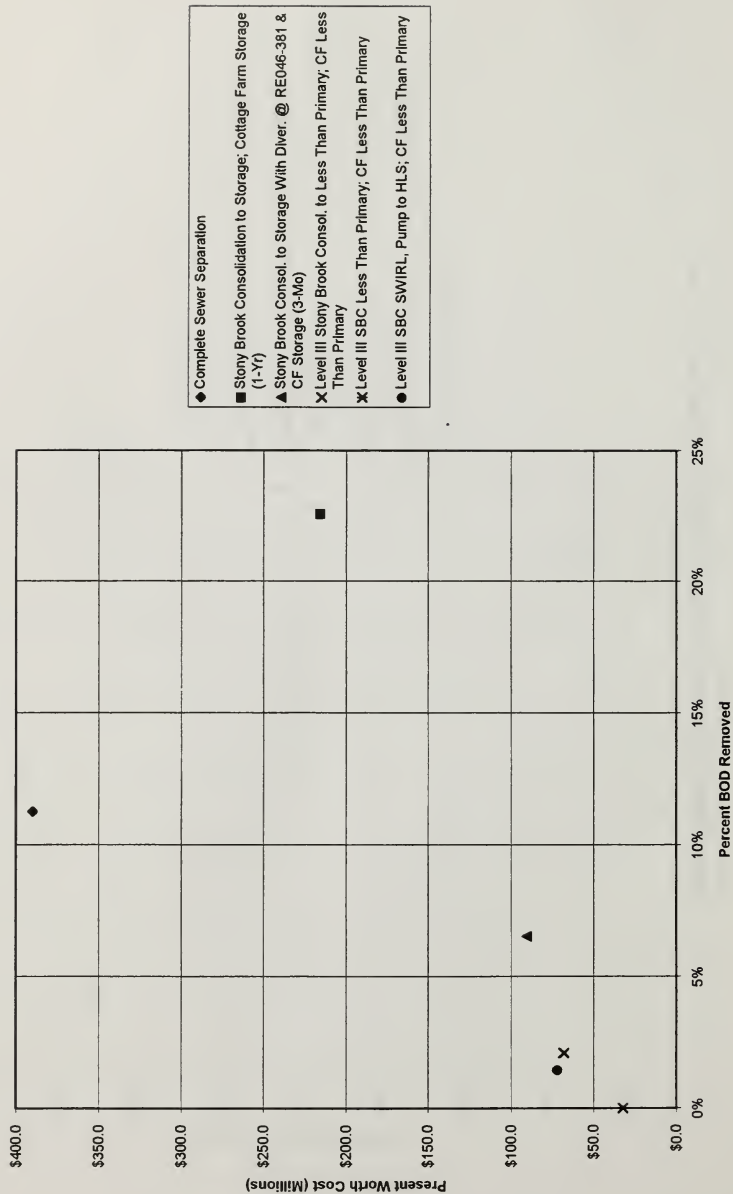 $400.0
$350.0
$300.0
$250.0
$200.0
$150.0
$100.0
$50.0
$0.0
Present Worth Cost (Millions)
0%
5%
10%
15%
20%
25%
Percent BOD Removed
Complete Sewer Separation
Stony Brook Consolidation to Storage; Cottage Farm Storage
(1-Yr)
Stony Brook Consol. to Storage With Diver. @ RE046-381 &
CF Storage (3-Mo)
Level III Stony Brook Consol. to Less Than Primary; CF Less
Than Primary
Level III SBC Less Than Primary; CF Less Than Primary
Level III SBC SWIRL, Pump to HLS; CF Less Than Primary